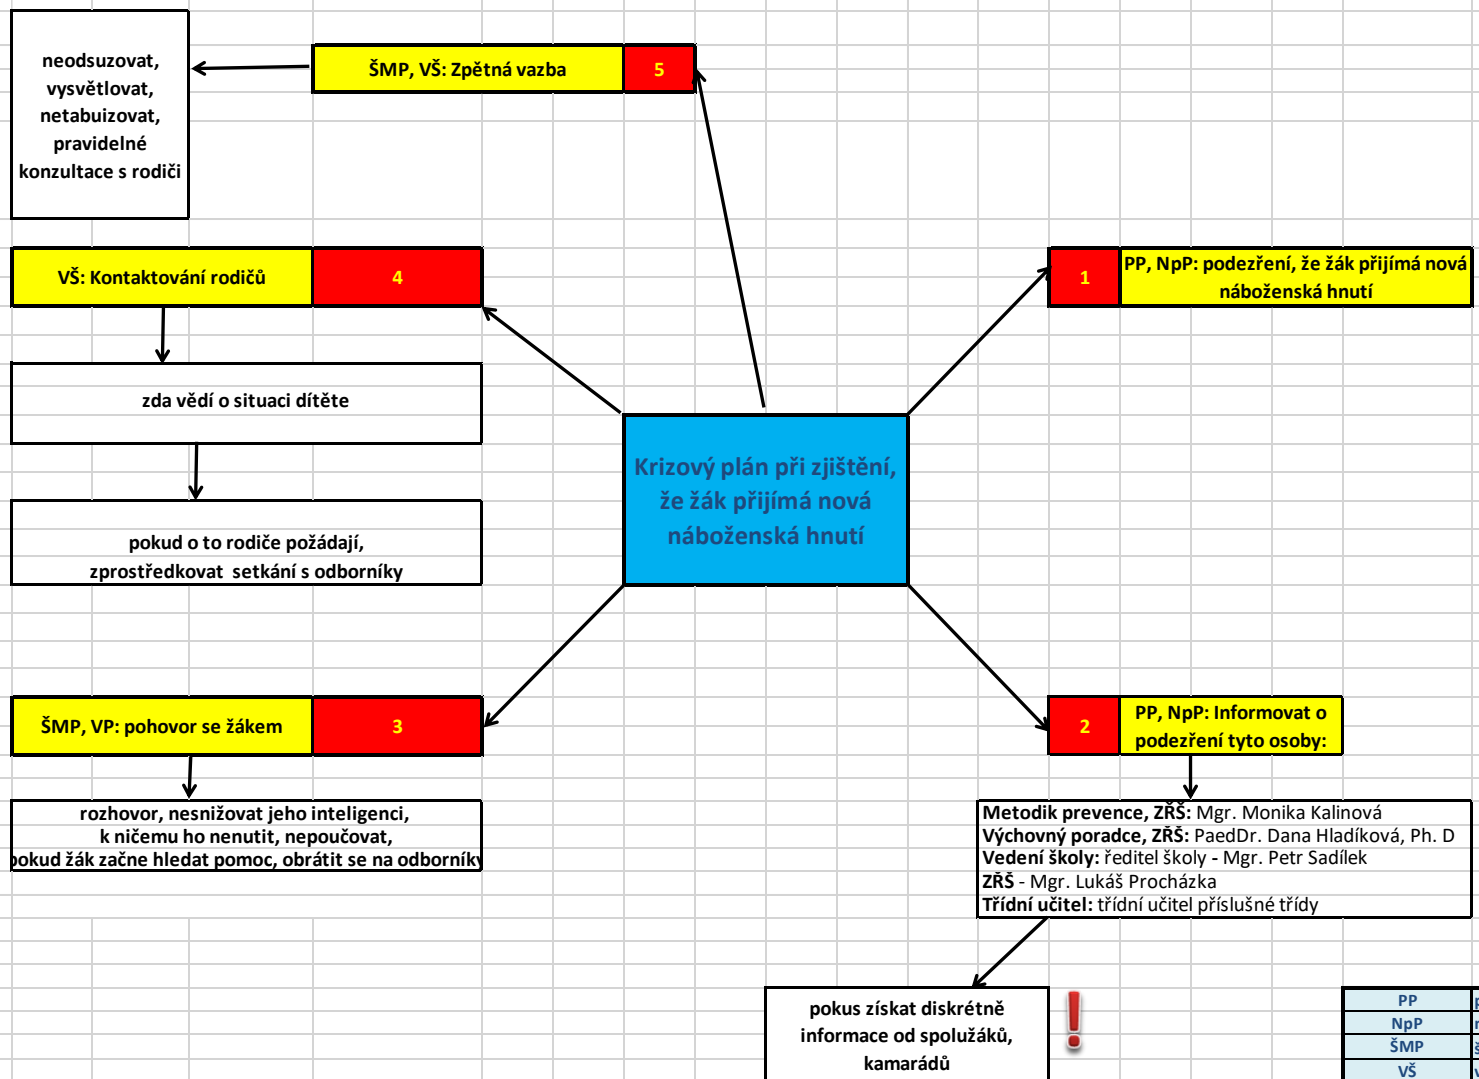 neodsuzovat,
vysvětlovat,
netabuizovat,
pravidelné
konzultace s rodiči
ŠMP, VŠ: Zpětná vazba
5
VŠ: Kontaktování rodičů
4
1
PP, NpP: podezření, že žák přijímá nová
náboženská hnutí
zda vědí o situaci dítěte
Krizový plán při zjištění,
že žák přijímá nová
náboženská hnutí
pokud o to rodiče požádají,
zprostředkovat setkání s odborníky
ŠMP, VP: pohovor se žákem
3
2
PP, NpP: Informovat o
podezření tyto osoby:
rozhovor, nesnižovat jeho inteligenci,
k ničemu ho nenutit, nepoučovat,
pokud žák začne hledat pomoc, obrátit se na odborníky
Metodik prevence, ZŘŠ: Mgr. Monika Kalinová
Výchovný poradce, ZŘŠ: PaedDr. Dana Hladíková, Ph. D
Vedení školy: ředitel školy - Mgr. Petr Sadílek
ZŘŠ - Mgr. Lukáš Procházka
Třídní učitel: třídní učitel příslušné třídy
pokus získat diskrétně
informace od spolužáků,
kamarádů
PP
NpP
ŠMP
VŠ